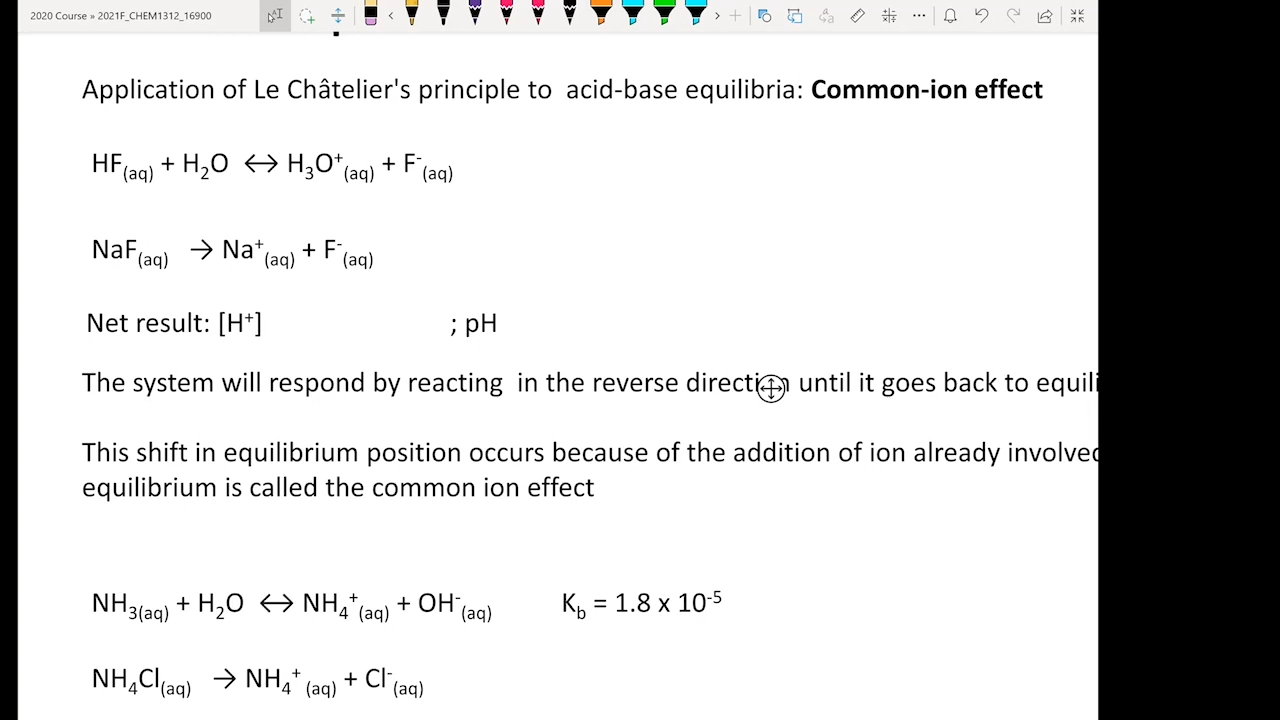 2020 Course » 2021F_CHEM1312_16900
Application of Le Châtelier's principle to acid-base equilibria: Common-ion effect
HF(aq) + H₂O ↔ H₃O⁺(aq) + F⁻(aq)
NaF(aq) → Na⁺(aq) + F⁻(aq)
Net result: [H⁺] ; pH
The system will respond by reacting in the reverse direction until it goes back to equili
This shift in equilibrium position occurs because of the addition of ion already involved
equilibrium is called the common ion effect
NH₃(aq) + H₂O ↔ NH₄⁺(aq) + OH⁻(aq) K_b = 1.8 x 10⁻⁵
NH₄Cl(aq) → NH₄⁺ (aq) + Cl⁻(aq)